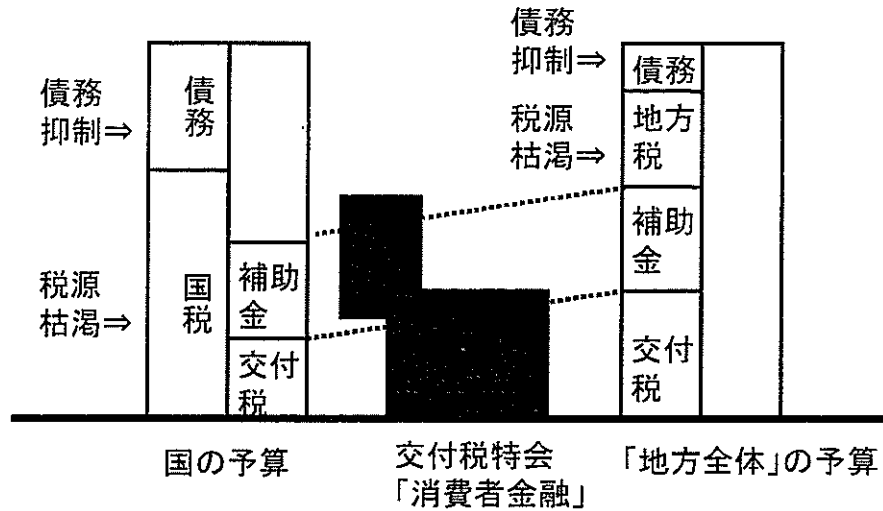 債務
抑制⇒
税源
枯渇⇒
債務
国税
補助
金
交付
税
国の予算
交付税特会
「消費者金融」
債務
抑制⇒
税源
枯渇⇒
債務
地方
税
補助
金
交付
税
「地方全体」の予算